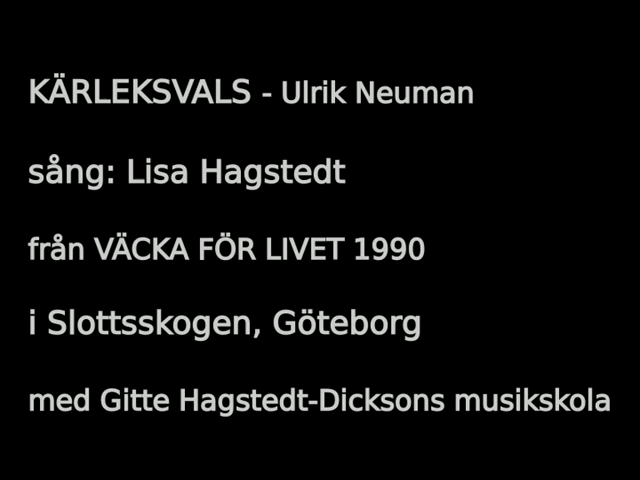 KÄRLEKSVALS - Ulrik Neuman
sång: Lisa Hagstedt
från VÄCKA FÖR LIVET 1990
i Slottsskogen, Göteborg
med Gitte Hagstedt-Dicksons musikskola